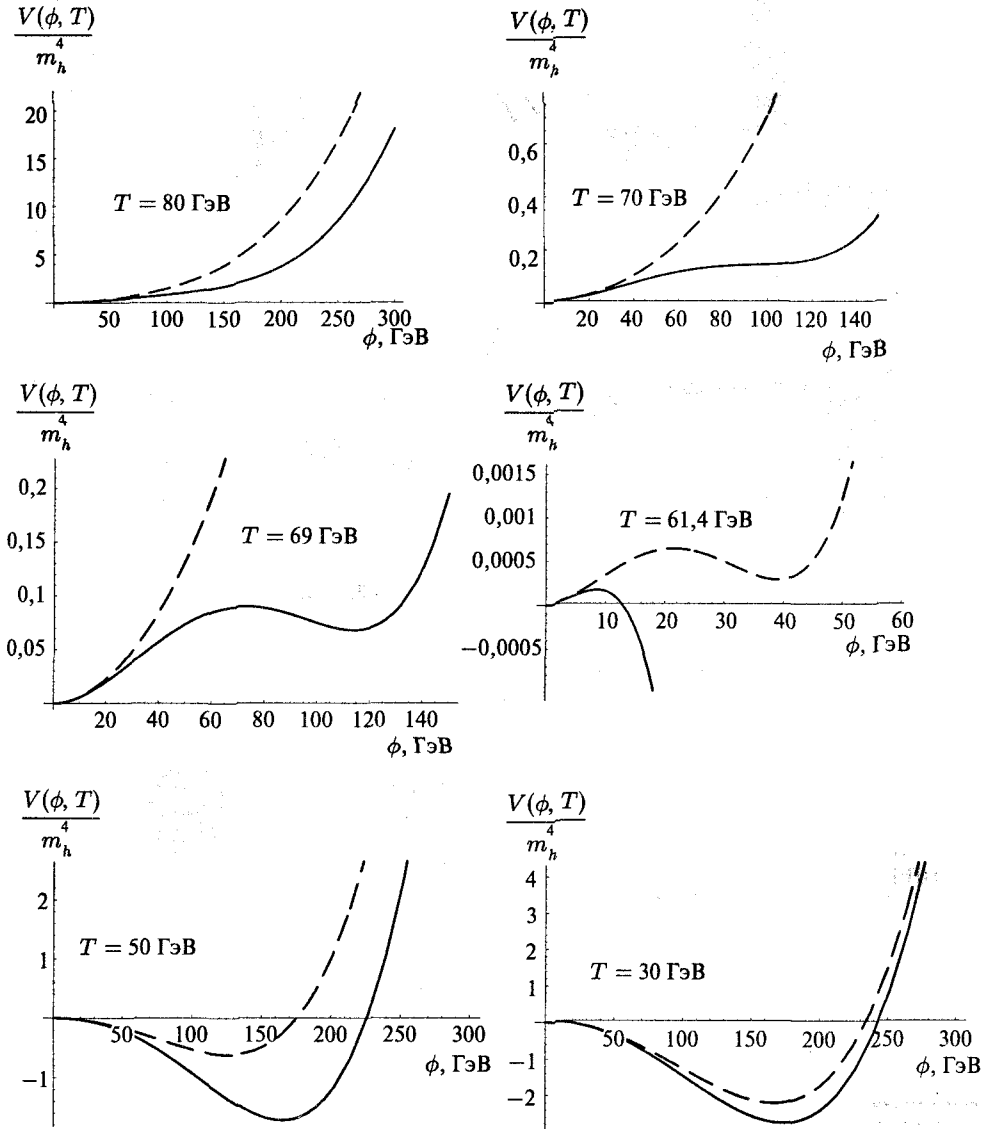 V(ϕ, T)
m_h^4
20
15
10
5
T = 80 ГэВ
50 100 150 200 250 300
ϕ, ГэВ
V(ϕ, T)
m_h^4
0,6
0,4
0,2
T = 70 ГэВ
20 40 60 80 100 120 140
ϕ, ГэВ
V(ϕ, T)
m_h^4
0,2
0,15
0,1
0,05
T = 69 ГэВ
20 40 60 80 100 120 140
ϕ, ГэВ
V(ϕ, T)
m_h^4
0,0015
0,001
0,0005
−0,0005
T = 61,4 ГэВ
10 20 30 40 50 60
ϕ, ГэВ
V(ϕ, T)
m_h^4
2
1
−1
T = 50 ГэВ
50 100 150 200 250 300
ϕ, ГэВ
V(ϕ, T)
m_h^4
4
3
2
1
−1
−2
T = 30 ГэВ
50 100 150 200 250 300
ϕ, ГэВ